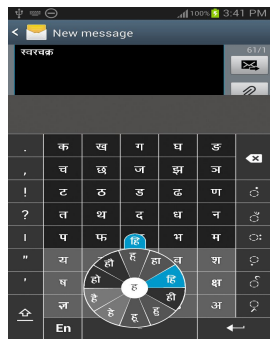 100% 3:41 PM
< New message
स्वरचक्र 61/1
. क ख ग घ ङ
, च छ ज झ ञ
! ट ठ ड ढ ण ं
? त थ द ध न ॅ
। प फ हि भ म ः
" य हौ ह् हा व श ़
' ष हो ह हि क्ष र्
ज्ञ है हे हू हु ही अ ृ
En